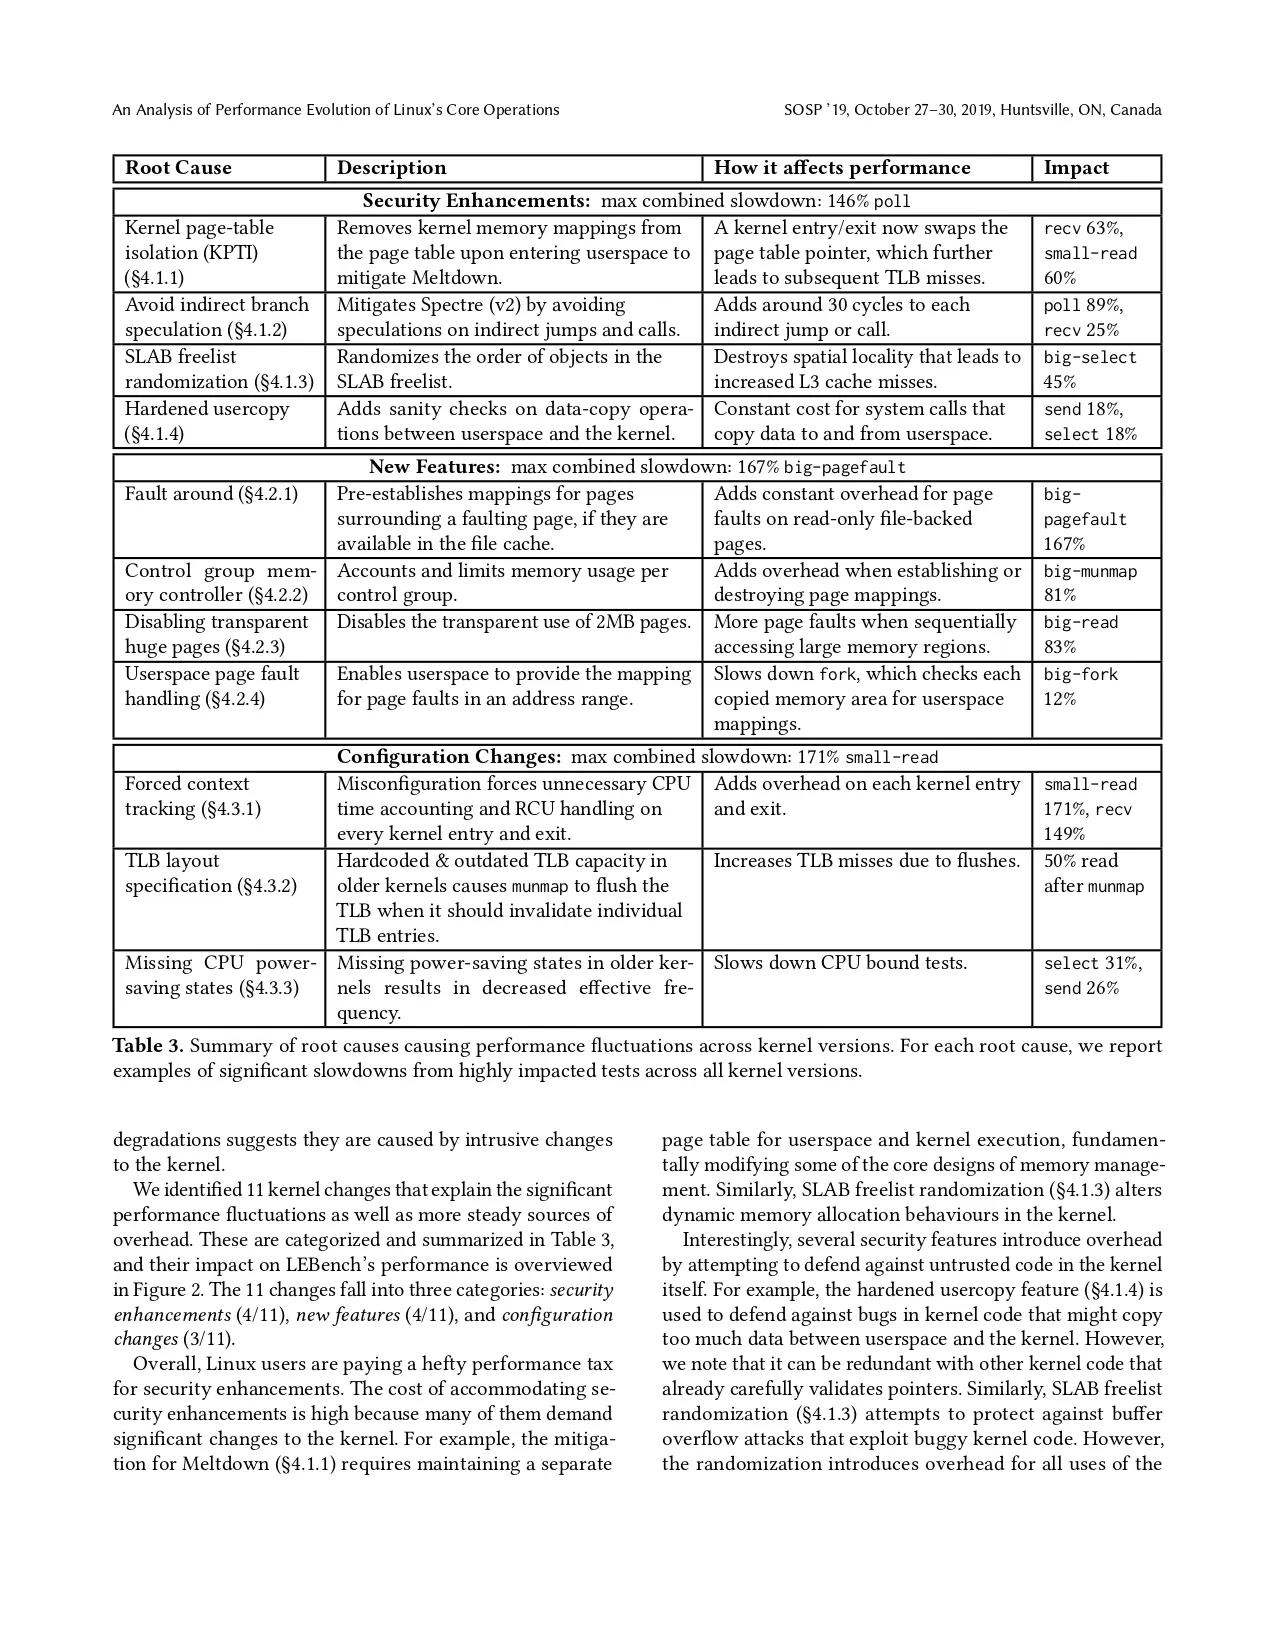 An Analysis of Performance Evolution of Linux's Core Operations
SOSP '19, October 27–30, 2019, Huntsville, ON, Canada
Root Cause
Description
How it affects performance
Impact
Security Enhancements: max combined slowdown: 146% poll
Kernel page-table
isolation (KPTI)
(§4.1.1)
Removes kernel memory mappings from
the page table upon entering userspace to
mitigate Meltdown.
A kernel entry/exit now swaps the
page table pointer, which further
leads to subsequent TLB misses.
recv 63%,
small-read
60%
Avoid indirect branch
speculation (§4.1.2)
Mitigates Spectre (v2) by avoiding
speculations on indirect jumps and calls.
Adds around 30 cycles to each
indirect jump or call.
poll 89%,
recv 25%
SLAB freelist
randomization (§4.1.3)
Randomizes the order of objects in the
SLAB freelist.
Destroys spatial locality that leads to
increased L3 cache misses.
big-select
45%
Hardened usercopy
(§4.1.4)
Adds sanity checks on data-copy opera-
tions between userspace and the kernel.
Constant cost for system calls that
copy data to and from userspace.
send 18%,
select 18%
New Features: max combined slowdown: 167% big-pagefault
Fault around (§4.2.1)
Pre-establishes mappings for pages
surrounding a faulting page, if they are
available in the file cache.
Adds constant overhead for page
faults on read-only file-backed
pages.
big-
pagefault
167%
Control group mem-
ory controller (§4.2.2)
Accounts and limits memory usage per
control group.
Adds overhead when establishing or
destroying page mappings.
big-munmap
81%
Disabling transparent
huge pages (§4.2.3)
Disables the transparent use of 2MB pages.
More page faults when sequentially
accessing large memory regions.
big-read
83%
Userspace page fault
handling (§4.2.4)
Enables userspace to provide the mapping
for page faults in an address range.
Slows down fork, which checks each
copied memory area for userspace
mappings.
big-fork
12%
Configuration Changes: max combined slowdown: 171% small-read
Forced context
tracking (§4.3.1)
Misconfiguration forces unnecessary CPU
time accounting and RCU handling on
every kernel entry and exit.
Adds overhead on each kernel entry
and exit.
small-read
171%, recv
149%
TLB layout
specification (§4.3.2)
Hardcoded & outdated TLB capacity in
older kernels causes munmap to flush the
TLB when it should invalidate individual
TLB entries.
Increases TLB misses due to flushes.
50% read
after munmap
Missing CPU power-
saving states (§4.3.3)
Missing power-saving states in older ker-
nels results in decreased effective fre-
quency.
Slows down CPU bound tests.
select 31%,
send 26%
Table 3. Summary of root causes causing performance fluctuations across kernel versions. For each root cause, we report
examples of significant slowdowns from highly impacted tests across all kernel versions.
degradations suggests they are caused by intrusive changes
to the kernel.
We identified 11 kernel changes that explain the significant
performance fluctuations as well as more steady sources of
overhead. These are categorized and summarized in Table 3,
and their impact on LEBench's performance is overviewed
in Figure 2. The 11 changes fall into three categories: security
enhancements (4/11), new features (4/11), and configuration
changes (3/11).
Overall, Linux users are paying a hefty performance tax
for security enhancements. The cost of accommodating se-
curity enhancements is high because many of them demand
significant changes to the kernel. For example, the mitiga-
tion for Meltdown (§4.1.1) requires maintaining a separate
page table for userspace and kernel execution, fundamen-
tally modifying some of the core designs of memory manage-
ment. Similarly, SLAB freelist randomization (§4.1.3) alters
dynamic memory allocation behaviours in the kernel.
Interestingly, several security features introduce overhead
by attempting to defend against untrusted code in the kernel
itself. For example, the hardened usercopy feature (§4.1.4) is
used to defend against bugs in kernel code that might copy
too much data between userspace and the kernel. However,
we note that it can be redundant with other kernel code that
already carefully validates pointers. Similarly, SLAB freelist
randomization (§4.1.3) attempts to protect against buffer
overflow attacks that exploit buggy kernel code. However,
the randomization introduces overhead for all uses of the